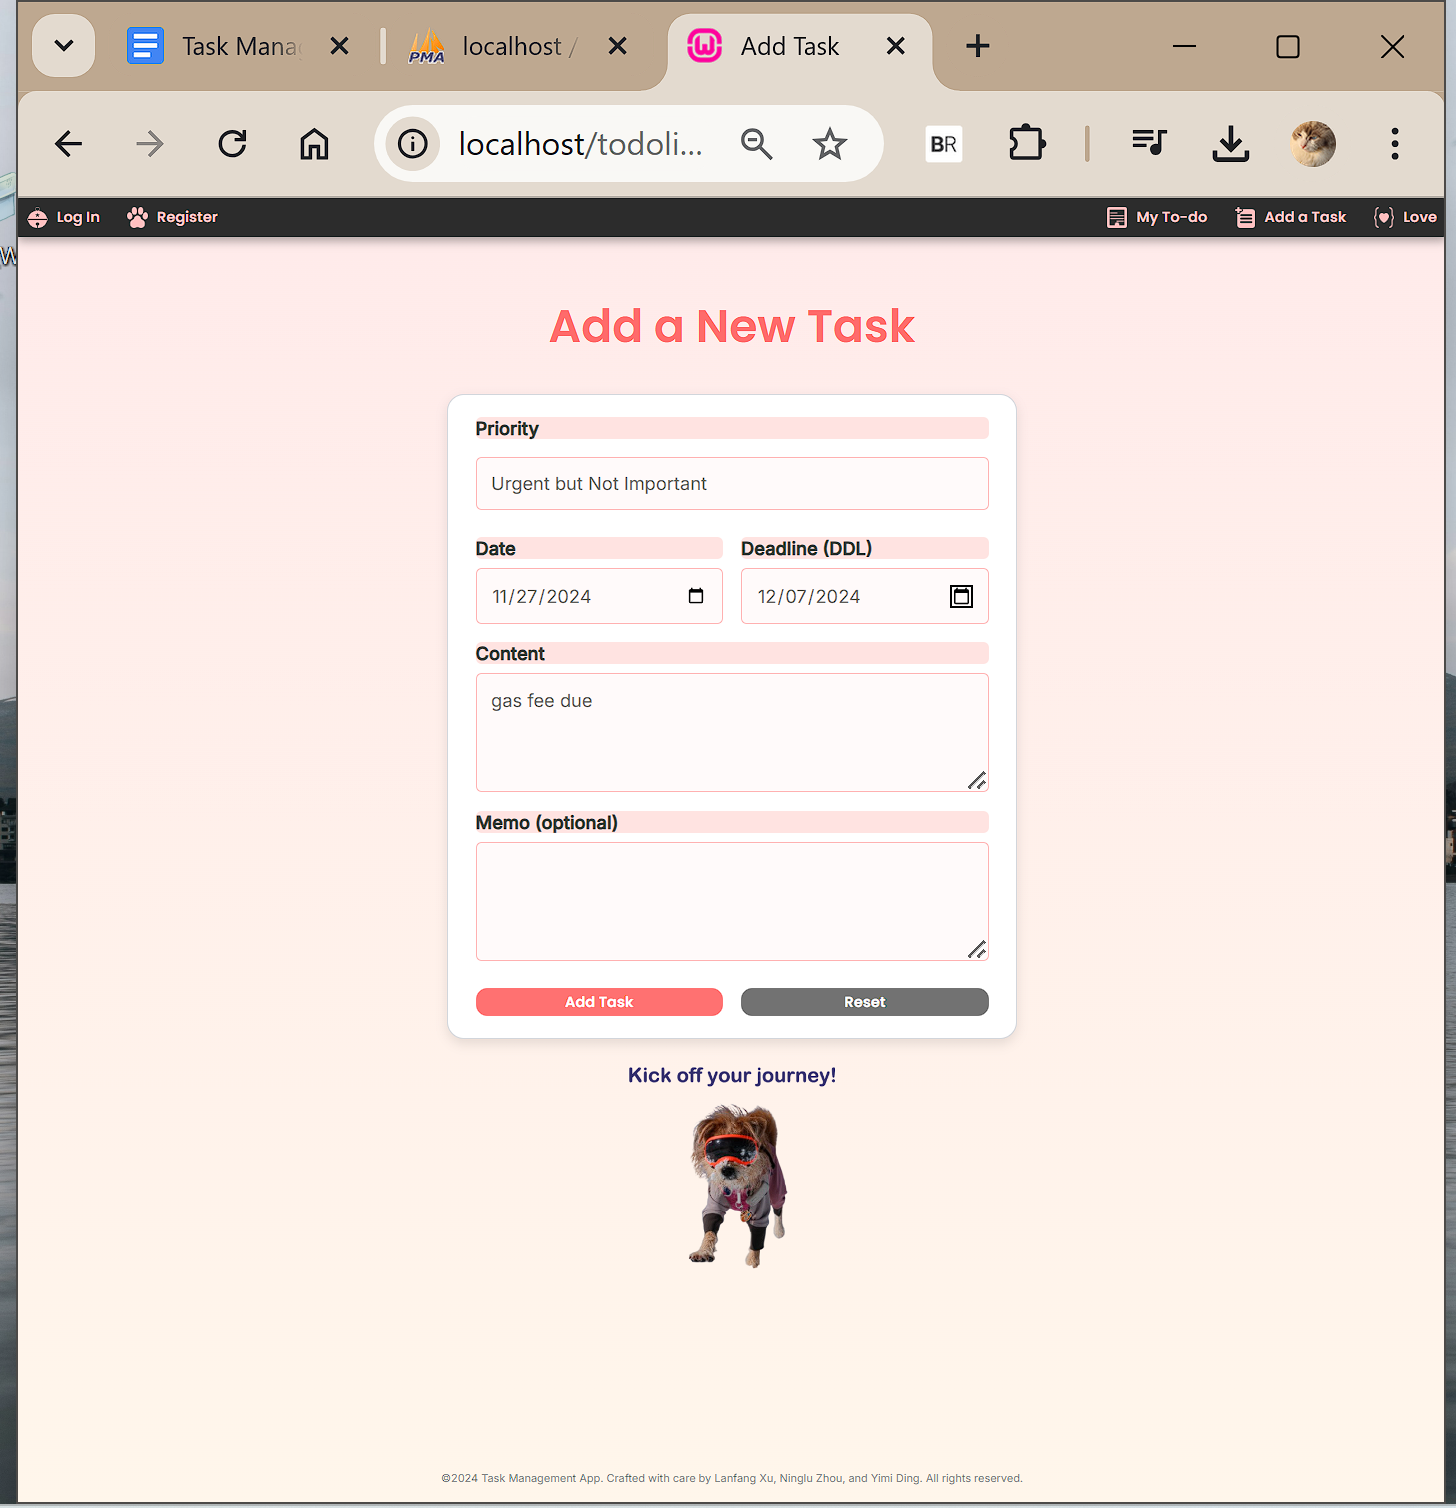 Task Mana
localhost /
Add Task
localhost/todoli...
BR
PMA
W
Log In
Register
My To-do
Add a Task
Love
Add a New Task
Priority
Urgent but Not Important
Date
Deadline (DDL)
11/27/2024
12/07/2024
Content
gas fee due
Memo (optional)
Add Task
Reset
Kick off your journey!
©2024 Task Management App. Crafted with care by Lanfang Xu, Ninglu Zhou, and Yimi Ding. All rights reserved.